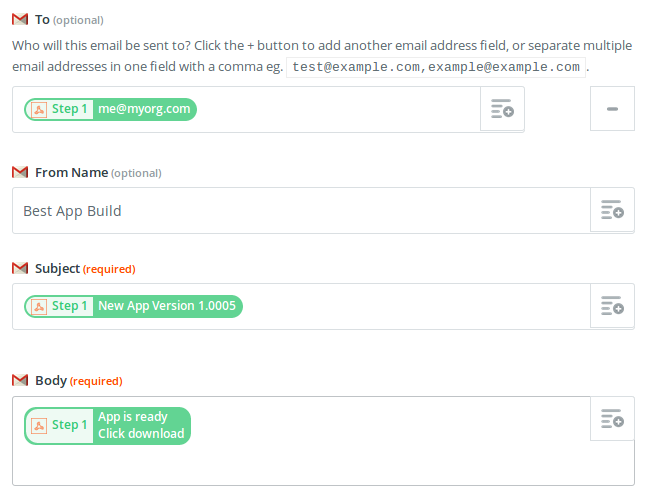 To (optional)
Who will this email be sent to? Click the + button to add another email address field, or separate multiple
email addresses in one field with a comma eg. test@example.com,example@example.com .
Step 1 me@myorg.com
From Name (optional)
Best App Build
Subject (required)
Step 1 New App Version 1.0005
Body (required)
Step 1 App is ready
Click download